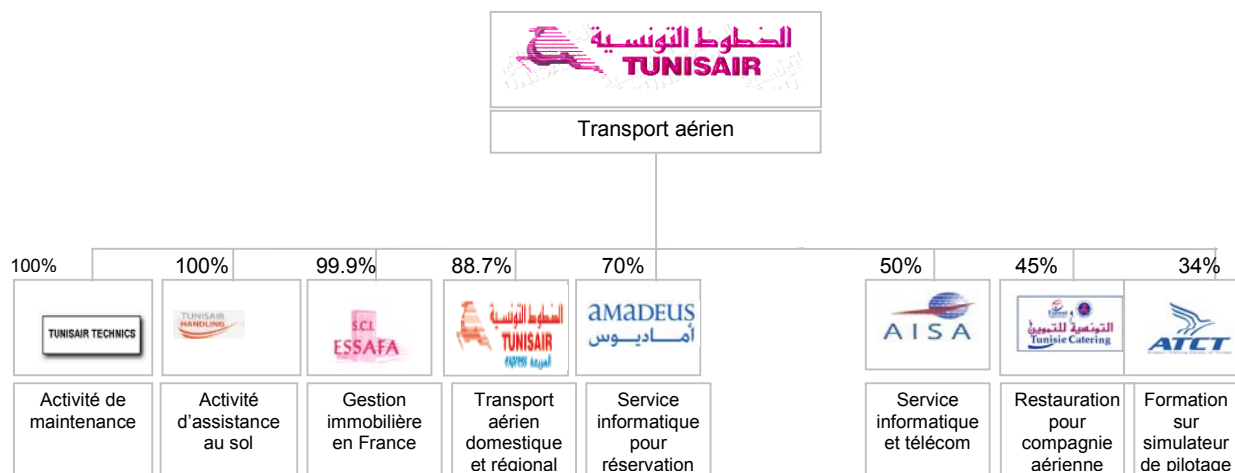 الخطوط التونسية
TUNISAIR
Transport aérien
100%
100%
99.9%
88.7%
70%
50%
45%
34%
TUNISAIR TECHNICS
TUNISAIR
HANDLING
S.C.I.
ESSAFA
الخطوط التونسية
TUNISAIR
EXPRESS السريعة
amadeus
أماديوس
AISA
التونسية للتموين
Tunisie Catering
ATCT
Activité de
maintenance
Activité
d’assistance
au sol
Gestion
immobilière
en France
Transport
aérien
domestique
et régional
Service
informatique
pour
réservation
Service
informatique
et télécom
Restauration
pour
compagnie
aérienne
Formation
sur
simulateur
de pilotage